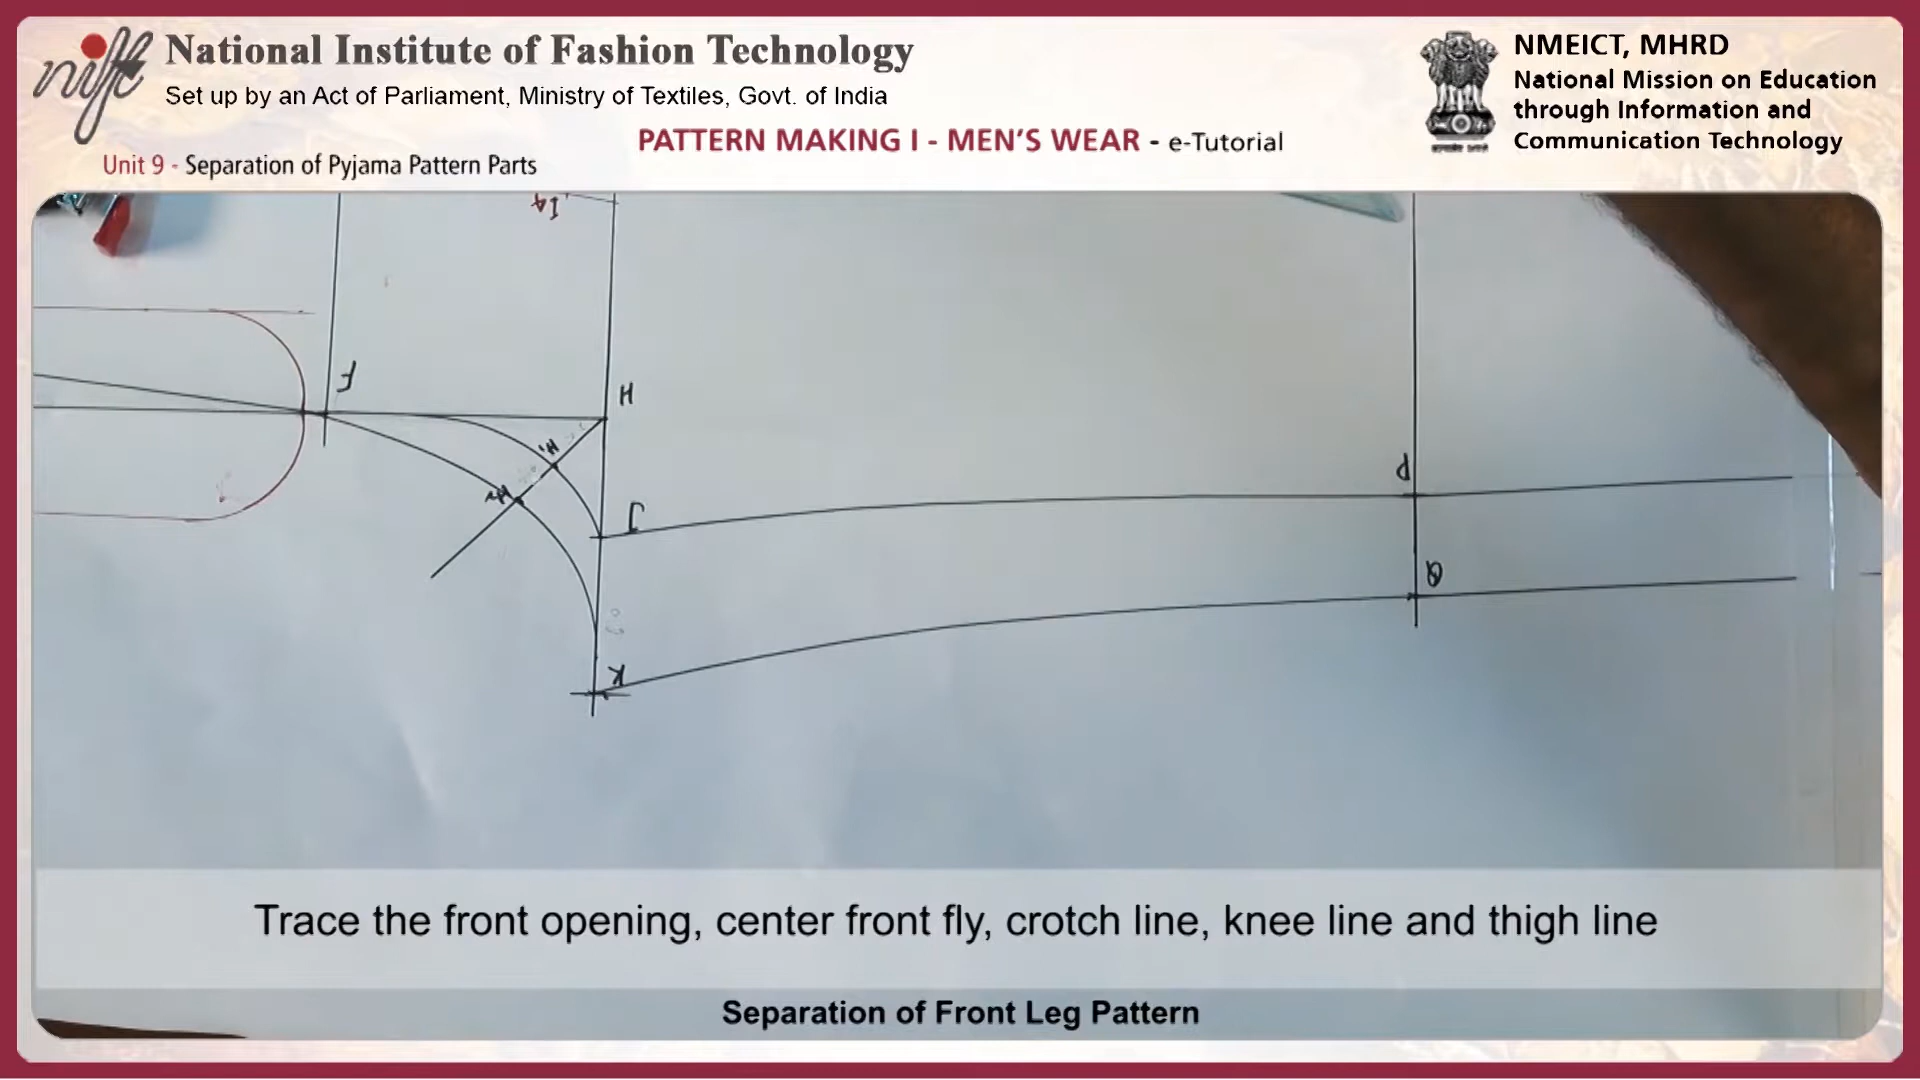 nift
National Institute of Fashion Technology
Set up by an Act of Parliament, Ministry of Textiles, Govt. of India
NMEICT, MHRD
National Mission on Education
through Information and
Communication Technology
PATTERN MAKING I - MEN'S WEAR - e-Tutorial
Unit 9 - Separation of Pyjama Pattern Parts
F
H
J
P
Q
K
Trace the front opening, center front fly, crotch line, knee line and thigh line
Separation of Front Leg Pattern